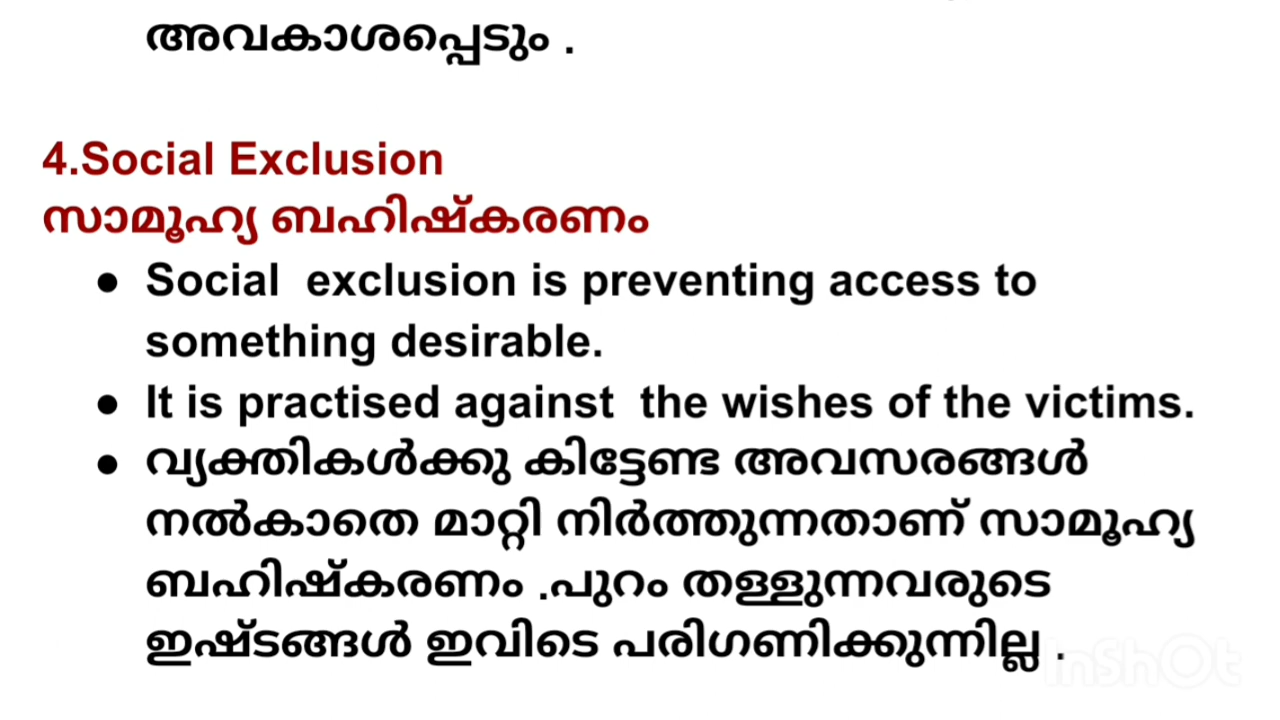 അവകാശപ്പെടും .
4.Social Exclusion
സാമൂഹ്യ ബഹിഷ്കരണം
● Social  exclusion is preventing access to
something desirable.
● It is practised against  the wishes of the victims.
● വ്യക്തികൾക്കു കിട്ടേണ്ട അവസരങ്ങൾ
നൽകാതെ മാറ്റി നിർത്തുന്നതാണ് സാമൂഹ്യ
ബഹിഷ്കരണം .പുറം തള്ളുന്നവരുടെ
ഇഷ്ടങ്ങൾ ഇവിടെ പരിഗണിക്കുന്നില്ല .
InShOt